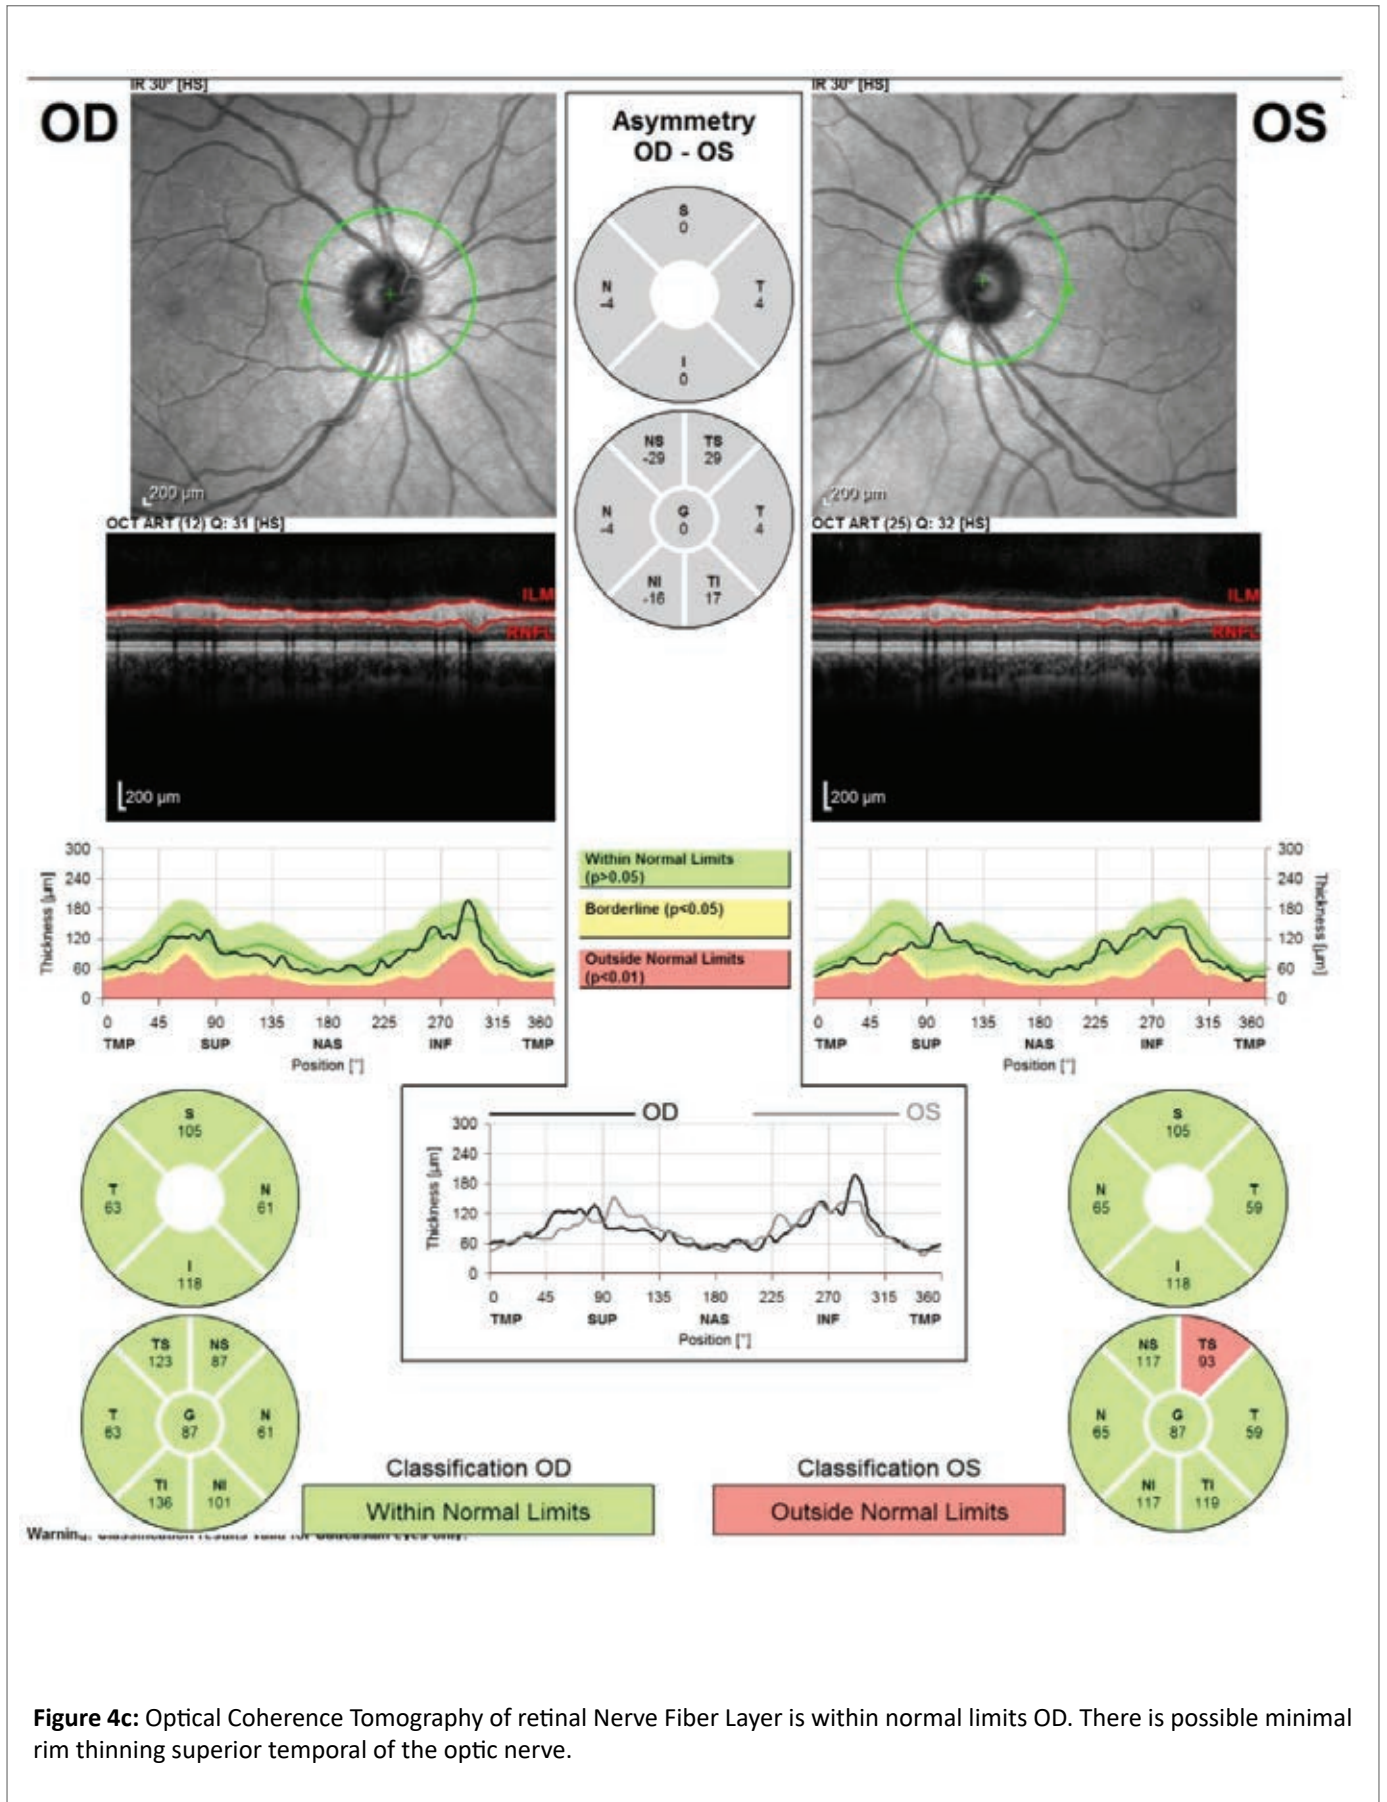 IR 30° [HS]
OD
Asymmetry
OD - OS
IR 30° [HS]
OS
S
0
N
-4
T
4
I
0
NS
-29
TS
29
N
-4
G
0
T
4
NI
-16
TI
17
200 µm
200 µm
OCT ART (12) Q: 31 [HS]
OCT ART (25) Q: 32 [HS]
ILM
RNFL
200 µm
ILM
RNFL
200 µm
Thickness [µm]
300
240
180
120
60
0
0 45 90 135 180 225 270 315 360
TMP SUP NAS INF TMP
Position [°]
Within Normal Limits
(p>0.05)
Borderline (p<0.05)
Outside Normal Limits
(p<0.01)
300
240
180
120
60
0
Thickness [µm]
0 45 90 135 180 225 270 315 360
TMP SUP NAS INF TMP
Position [°]
S
105
T
63
N
61
I
118
OD OS
Thickness [µm]
300
240
180
120
60
0
0 45 90 135 180 225 270 315 360
TMP SUP NAS INF TMP
Position [°]
S
105
N
65
T
59
I
118
TS
123
NS
87
T
63
G
87
N
61
TI
136
NI
101
Classification OD
Within Normal Limits
Classification OS
Outside Normal Limits
NS
117
TS
93
N
65
G
87
T
59
NI
117
TI
119
Warning: Classification results valid for Caucasian eyes only.
Figure 4c: Optical Coherence Tomography of retinal Nerve Fiber Layer is within normal limits OD. There is possible minimal
rim thinning superior temporal of the optic nerve.